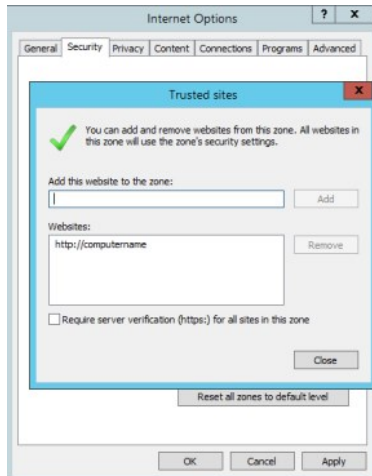 Internet Options
? x
General Security Privacy Content Connections Programs Advanced
Trusted sites
x
You can add and remove websites from this zone. All websites in
this zone will use the zone's security settings.
Add this website to the zone:
Add
Websites:
http://computername
Remove
Require server verification (https:) for all sites in this zone
Close
Reset all zones to default level
OK Cancel Apply